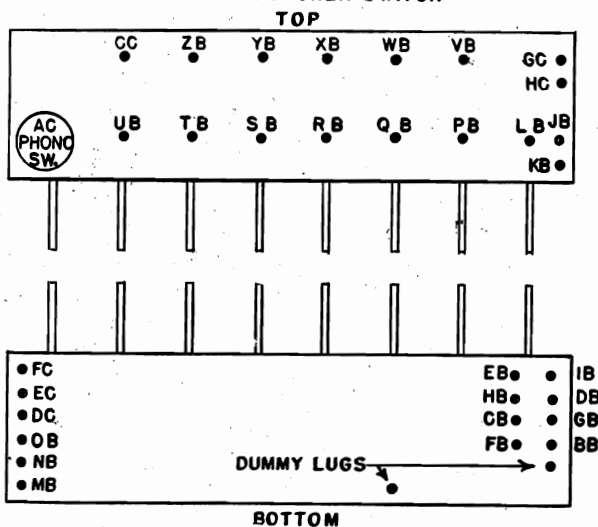 TOP
CC ZB YB XB WB VB GC
HC
AC PHONO SW.
UB TB SB RB QB PB LB JB
KB
FC EB IB
EC HB DB
DC CB GB
OB FB BB
NB DUMMY LUGS
MB
BOTTOM